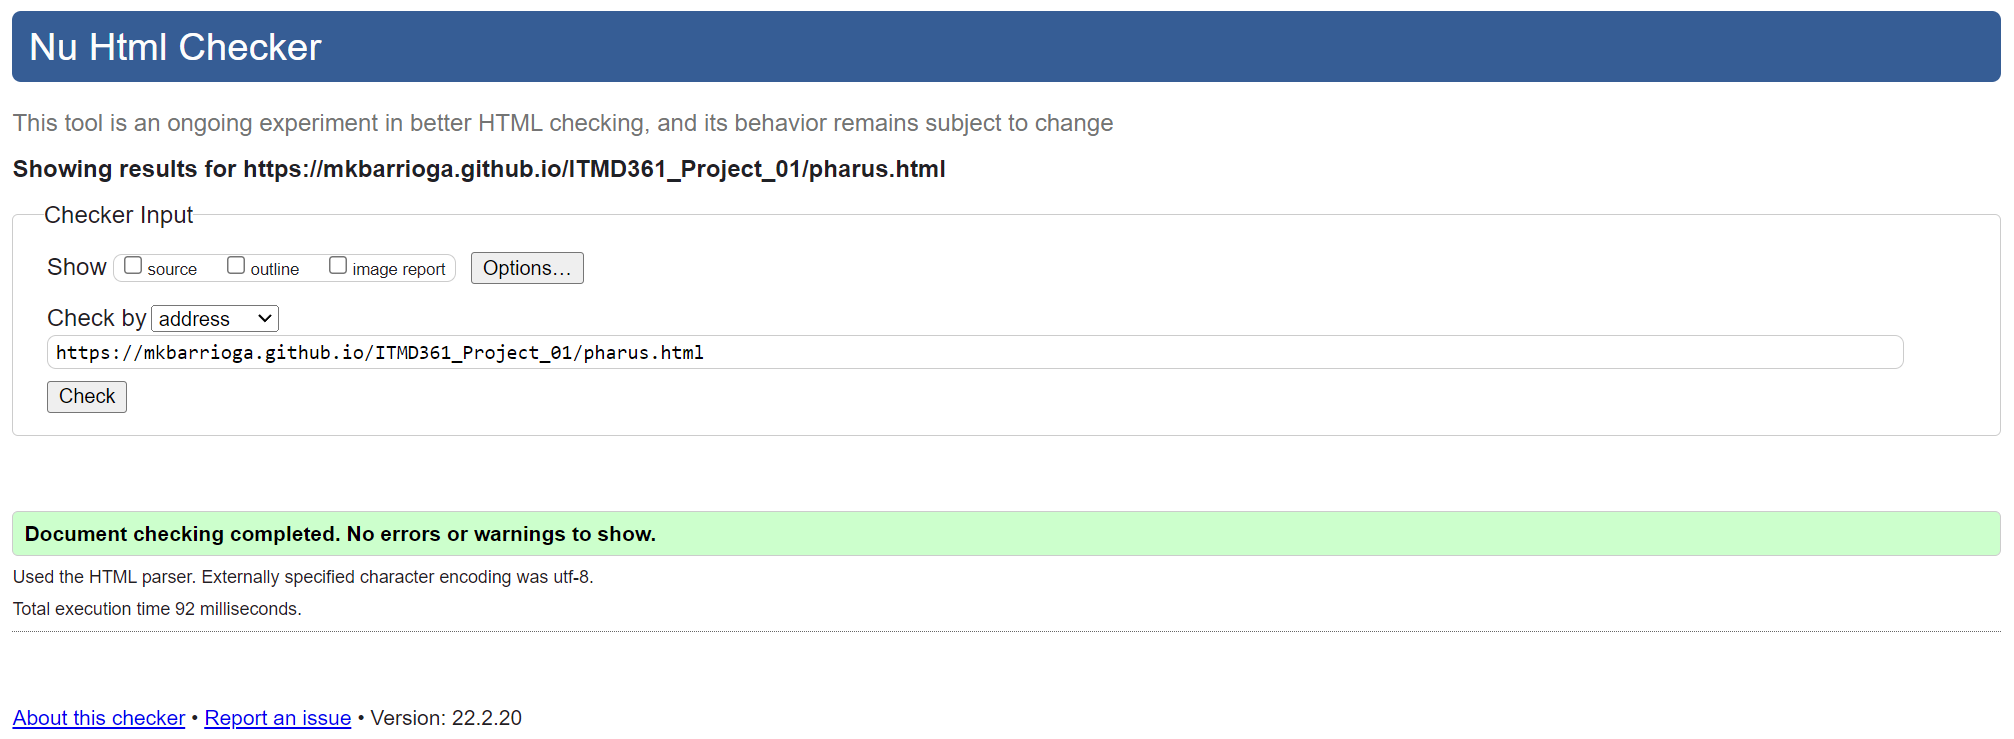 Nu Html Checker
This tool is an ongoing experiment in better HTML checking, and its behavior remains subject to change
Showing results for https://mkbarrioga.github.io/ITMD361_Project_01/pharus.html
Checker Input
Show source outline image report Options…
Check by address
https://mkbarrioga.github.io/ITMD361_Project_01/pharus.html
Check
Document checking completed. No errors or warnings to show.
Used the HTML parser. Externally specified character encoding was utf-8.
Total execution time 92 milliseconds.
About this checker • Report an issue • Version: 22.2.20